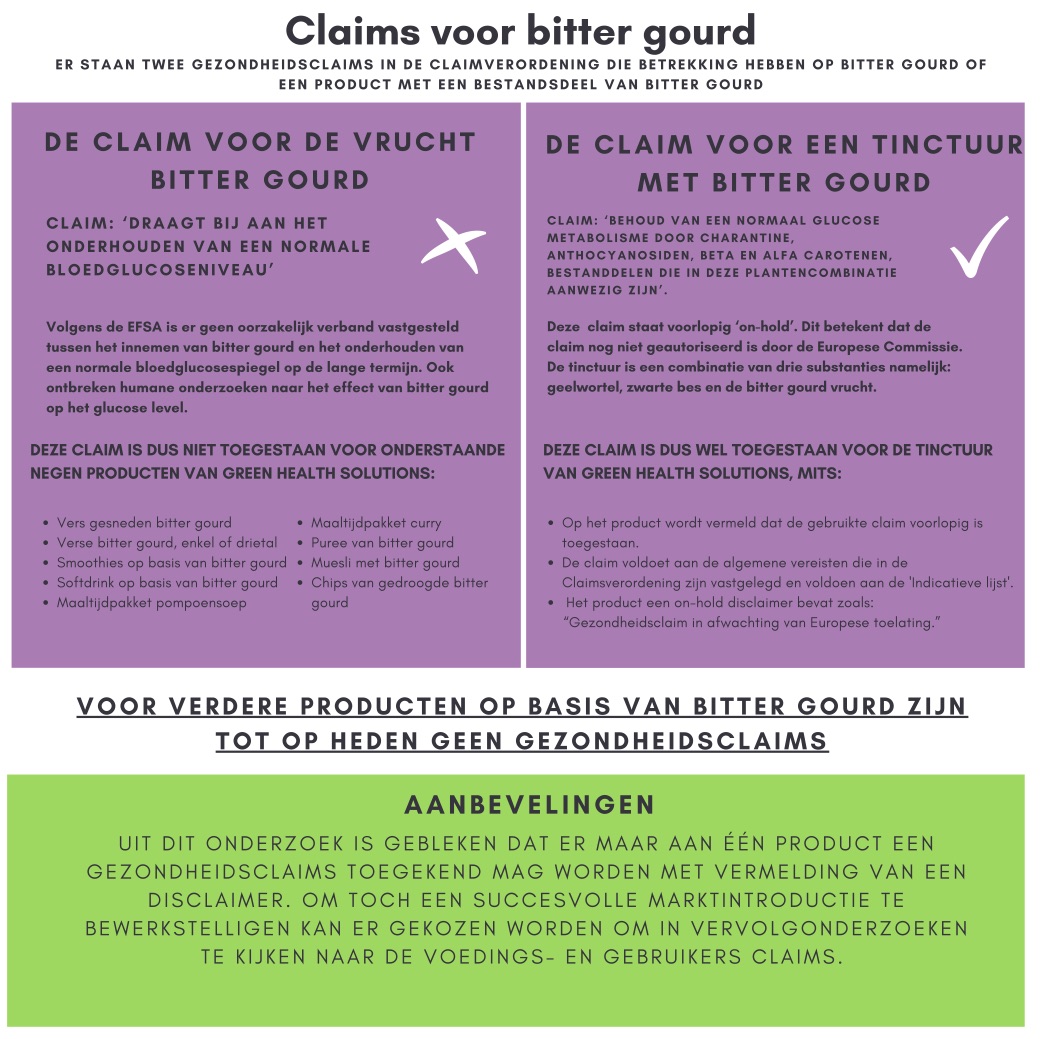 Claims voor bitter gourd
ER STAAN TWEE GEZONDHEIDSCLAIMS IN DE CLAIMVERORDENING DIE BETREKKING HEBBEN OP BITTER GOURD OF
EEN PRODUCT MET EEN BESTANDSDEEL VAN BITTER GOURD
DE CLAIM VOOR DE VRUCHT
BITTER GOURD
CLAIM: ‘DRAAGT BIJ AAN HET
ONDERHOUDEN VAN EEN NORMALE
BLOEDGLUCOSENIVEAU’
Volgens de EFSA is er geen oorzakelijk verband vastgesteld
tussen het innemen van bitter gourd en het onderhouden van
een normale bloedglucosespiegel op de lange termijn. Ook
ontbreken humane onderzoeken naar het effect van bitter gourd
op het glucose level.
DEZE CLAIM IS DUS NIET TOEGESTAAN VOOR ONDERSTAANDE
NEGEN PRODUCTEN VAN GREEN HEALTH SOLUTIONS:
• Vers gesneden bitter gourd
• Verse bitter gourd, enkel of drietal
• Smoothies op basis van bitter gourd
• Softdrink op basis van bitter gourd
• Maaltijdpakket pompoensoep
• Maaltijdpakket curry
• Puree van bitter gourd
• Muesli met bitter gourd
• Chips van gedroogde bitter
gourd
DE CLAIM VOOR EEN TINCTUUR
MET BITTER GOURD
CLAIM: ‘BEHOUD VAN EEN NORMAAL GLUCOSE
METABOLISME DOOR CHARANTINE,
ANTHOCYANOSIDEN, BETA EN ALFA CAROTENEN,
BESTANDDELEN DIE IN DEZE PLANTENCOMBINATIE
AANWEZIG ZIJN’.
Deze claim staat voorlopig ‘on-hold’. Dit betekent dat de
claim nog niet geautoriseerd is door de Europese Commissie.
De tinctuur is een combinatie van drie substanties namelijk:
geelwortel, zwarte bes en de bitter gourd vrucht.
DEZE CLAIM IS DUS WEL TOEGESTAAN VOOR DE TINCTUUR
VAN GREEN HEALTH SOLUTIONS, MITS:
• Op het product wordt vermeld dat de gebruikte claim voorlopig is
toegestaan.
• De claim voldoet aan de algemene vereisten die in de
Claimsverordening zijn vastgelegd en voldoen aan de 'Indicatieve lijst'.
• Het product een on-hold disclaimer bevat zoals:
“Gezondheidsclaim in afwachting van Europese toelating.”
VOOR VERDERE PRODUCTEN OP BASIS VAN BITTER GOURD ZIJN
TOT OP HEDEN GEEN GEZONDHEIDSCLAIMS
AANBEVELINGEN
UIT DIT ONDERZOEK IS GEBLEKEN DAT ER MAAR AAN ÉÉN PRODUCT EEN
GEZONDHEIDSCLAIMS TOEGEKEND MAG WORDEN MET VERMELDING VAN EEN
DISCLAIMER. OM TOCH EEN SUCCESVOLLE MARKTINTRODUCTIE TE
BEWERKSTELLIGEN KAN ER GEKOZEN WORDEN OM IN VERVOLGONDERZOEKEN
TE KIJKEN NAAR DE VOEDINGS- EN GEBRUIKERS CLAIMS.